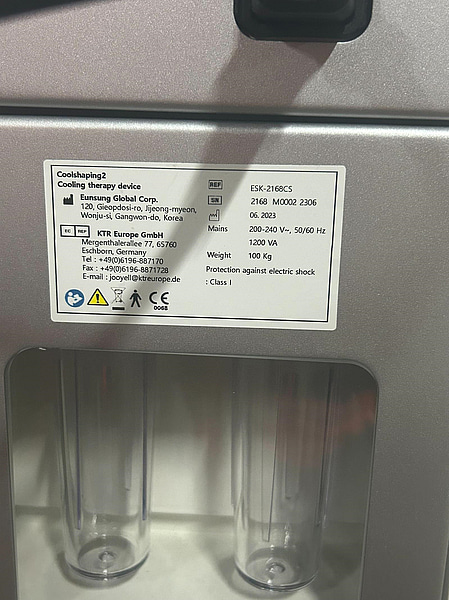 Coolshaping2
Cooling therapy device
Eunsung Global Corp.
120, Gieopdosi-ro, Jijeong-myeon,
Wonju-si, Gangwon-do, Korea
EC REP
KTR Europe GmbH
Mergenthalerallee 77, 65760
Eschborn, Germany
Tel : +49(0)6196-887170
Fax : +49(0)6196-8871728
E-mail : jooyell@ktreurope.de
CE
0068
REF ESK-2168CS
SN 2168 M0002 2306
06. 2023
Mains 200-240 V~, 50/60 Hz
1200 VA
Weight 100 Kg
Protection against electric shock
: Class I